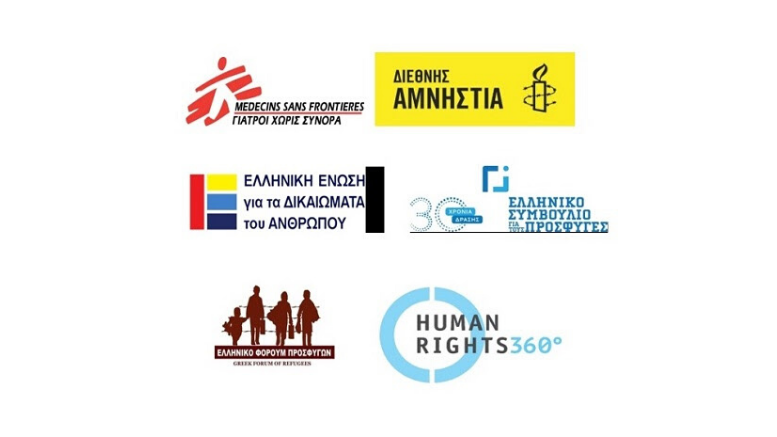 MEDECINS SANS FRONTIERES
ΓΙΑΤΡΟΙ ΧΩΡΙΣ ΣΥΝΟΡΑ
ΔΙΕΘΝΗΣ
ΑΜΝΗΣΤΙΑ
ΕΛΛΗΝΙΚΗ ΕΝΩΣΗ
για τα ΔΙΚΑΙΩΜΑΤΑ
του ΑΝΘΡΩΠΟΥ
30 ΧΡΟΝΙΑ
ΔΡΑΣΗΣ
ΕΛΛΗΝΙΚΟ
ΣΥΜΒΟΥΛΙΟ
ΓΙΑ ΤΟΥΣ ΠΡΟΣΦΥΓΕΣ
ΕΛΛΗΝΙΚΟ ΦΟΡΟΥΜ ΠΡΟΣΦΥΓΩΝ
GREEK FORUM OF REFUGEES
HUMAN
RIGHTS360°